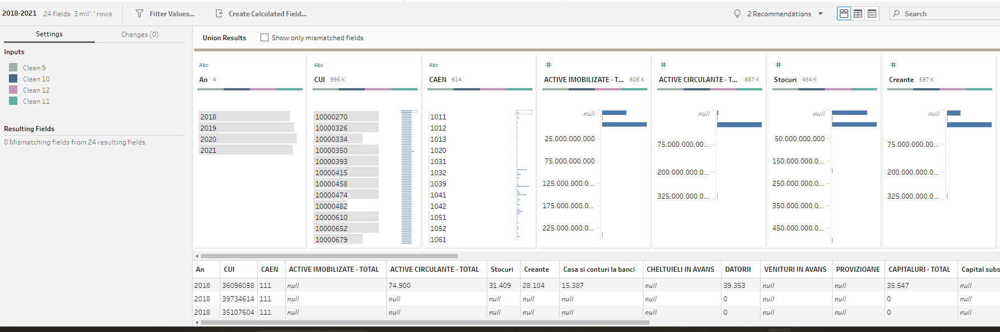 2018-2021 24 fields 3 mil'.' rows Filter Values... Create Calculated Field... 2 Recommendations Search
Settings Changes (0)
Inputs
Clean 9
Clean 10
Clean 12
Clean 11
Resulting Fields
0 Mismatching fields from 24 resulting fields.
Union Results Show only mismatched fields
Abc
An 4
2018
2019
2020
2021
Abc
CUI 995 K
10000270
10000326
10000334
10000350
10000393
10000415
10000458
10000474
10000482
10000610
10000652
10000679
Abc
CAEN 614
1011
1012
1013
1020
1031
1032
1039
1041
1042
1051
1052
1061
#
ACTIVE IMOBILIZATE - T... 605 K
null
25.000.000.000
75.000.000.000
125.000.000.0...
175.000.000.0...
225.000.000.0...
#
ACTIVE CIRCULANTE - T... 887 K
null
75.000.000.00...
200.000.000.0...
325.000.000.0...
#
Stocuri 454 K
null
50.000.000.000
150.000.000.0...
250.000.000.0...
350.000.000.0...
450.000.000.0...
#
Creante 597 K
null
75.000.000.00...
200.000.000.0...
325.000.000.0...
An CUI CAEN ACTIVE IMOBILIZATE - TOTAL ACTIVE CIRCULANTE - TOTAL Stocuri Creante Casa si conturi la banci CHELTUIELI IN AVANS DATORII VENITURI IN AVANS PROVIZIOANE CAPITALURI - TOTAL Capital subs
2018 36096058 111 null 74.900 31.409 28.104 15.387 null 39.353 null null 35.547 null
2018 39734614 111 null null null null null null 0 null null 0 null
2018 35107604 111 null null null null null null 0 null null 0 null